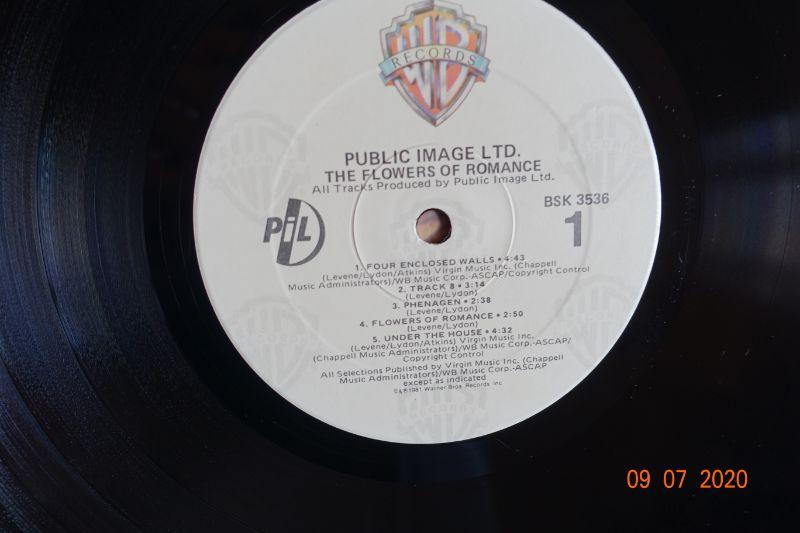 WB
RECORDS
PUBLIC IMAGE LTD.
THE FLOWERS OF ROMANCE
All Tracks Produced by Public Image Ltd.
PiL
BSK 3536
1
1. FOUR ENCLOSED WALLS • 4:43
(Levene/Lydon/Atkins) Virgin Music Inc. (Chappell
Music Administrators)/WB Music Corp.-ASCAP/Copyright Control
2. TRACK 8 • 3:14
(Levene/Lydon)
3. PHENAGEN • 2:38
(Levene/Lydon)
4. FLOWERS OF ROMANCE • 2:50
(Levene/Lydon)
5. UNDER THE HOUSE • 4:32
(Levene/Lydon/Atkins) Virgin Music Inc.
(Chappell Music Administrators)/WB Music Corp.-ASCAP/
Copyright Control
All Selections Published by Virgin Music Inc. (Chappell
Music Administrators)/WB Music Corp.-ASCAP
except as indicated
©&℗1981 Warner Bros. Records Inc.
09 07 2020